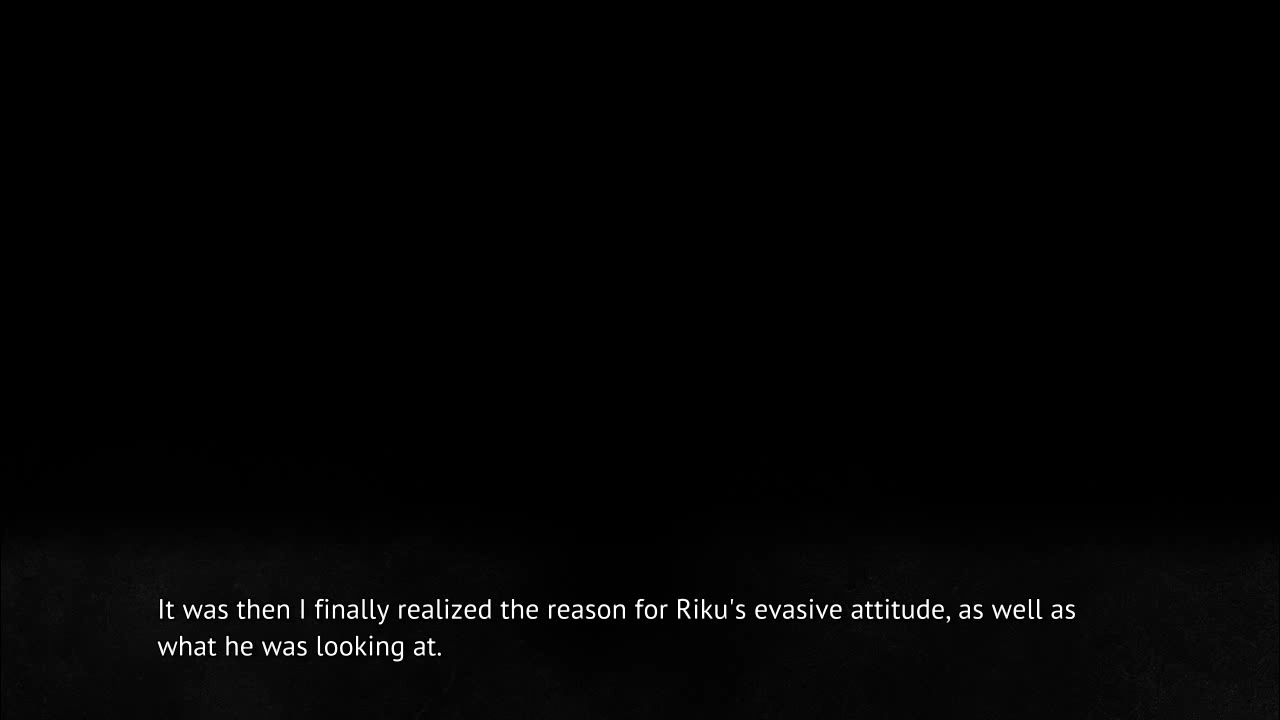 It was then I finally realized the reason for Riku's evasive attitude, as well as
what he was looking at.